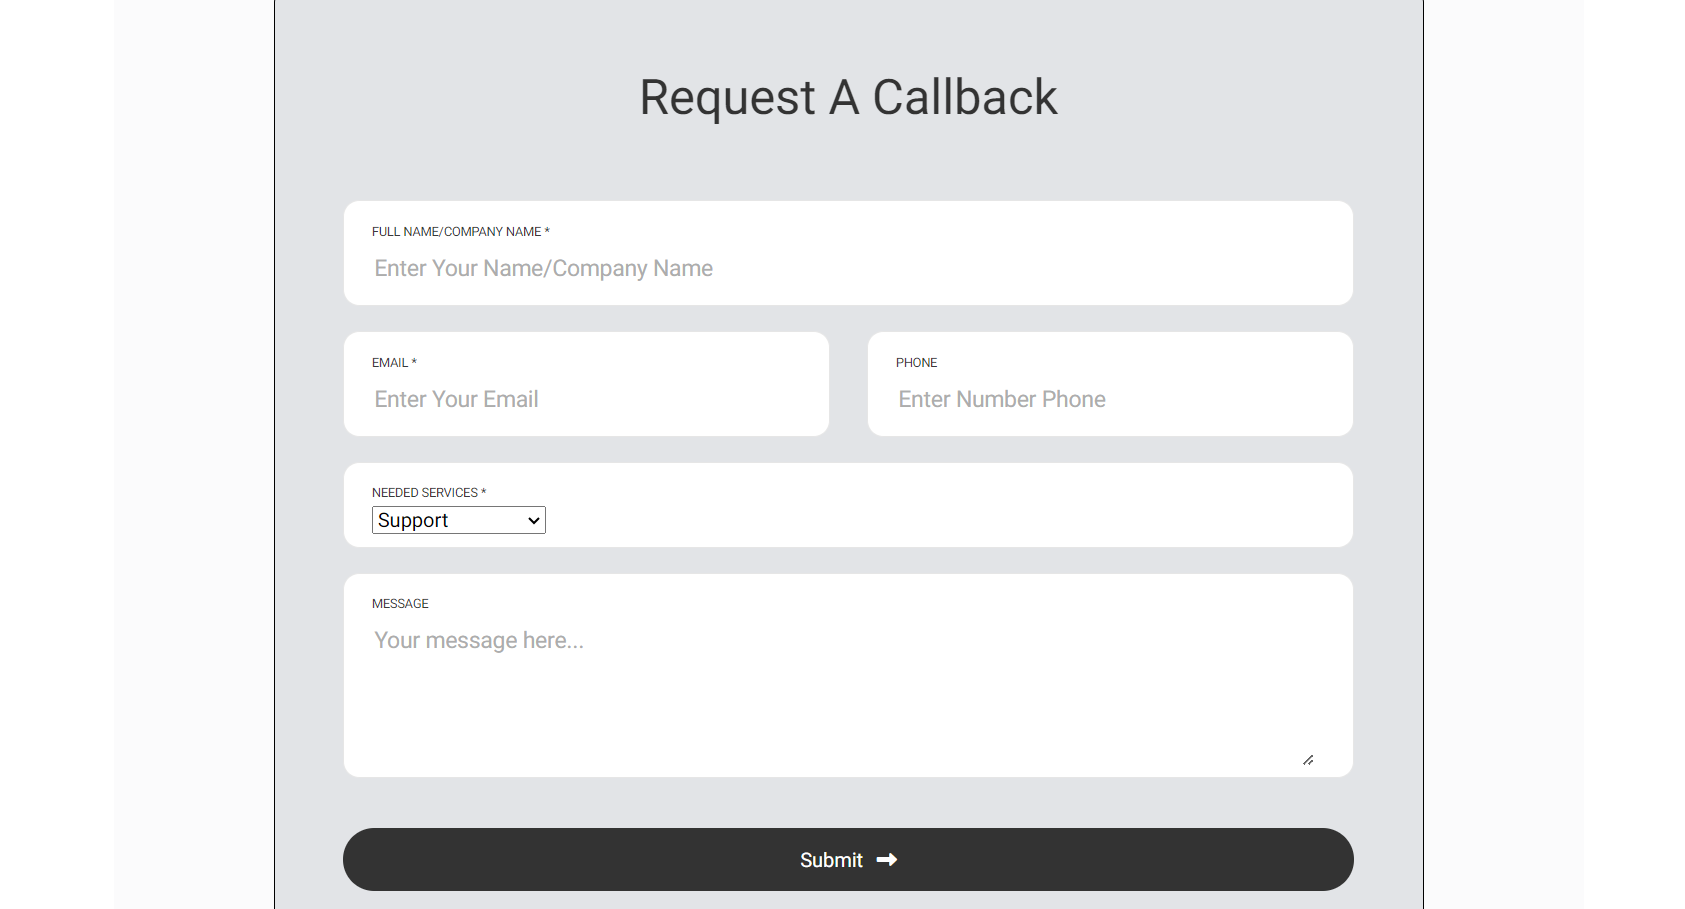 Request A Callback
FULL NAME/COMPANY NAME *
Enter Your Name/Company Name
EMAIL *
Enter Your Email
PHONE
Enter Number Phone
NEEDED SERVICES *
Support
MESSAGE
Your message here...
Submit